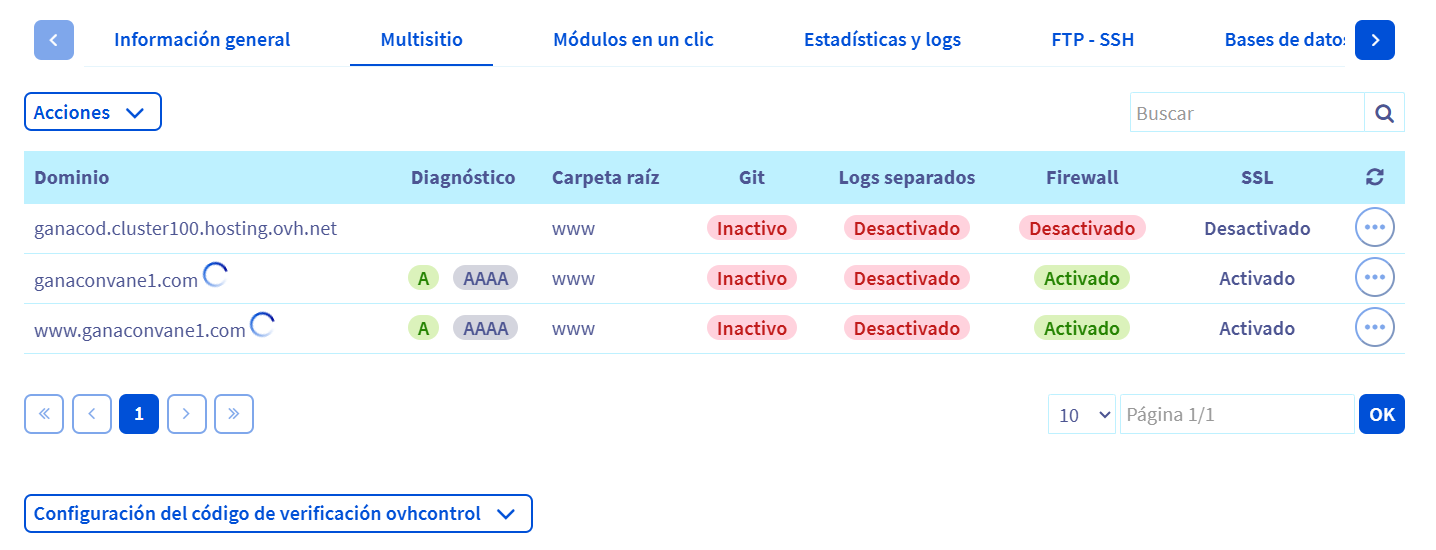 Información general Multisitio Módulos en un clic Estadísticas y logs FTP - SSH Bases de datos
Acciones Buscar
Dominio Diagnóstico Carpeta raíz Git Logs separados Firewall SSL
ganacod.cluster100.hosting.ovh.net www Inactivo Desactivado Desactivado Desactivado
ganaconvane1.com A AAAA www Inactivo Desactivado Activado Activado
www.ganaconvane1.com A AAAA www Inactivo Desactivado Activado Activado
« ‹ 1 › » 10 Página 1/1 OK
Configuración del código de verificación ovhcontrol